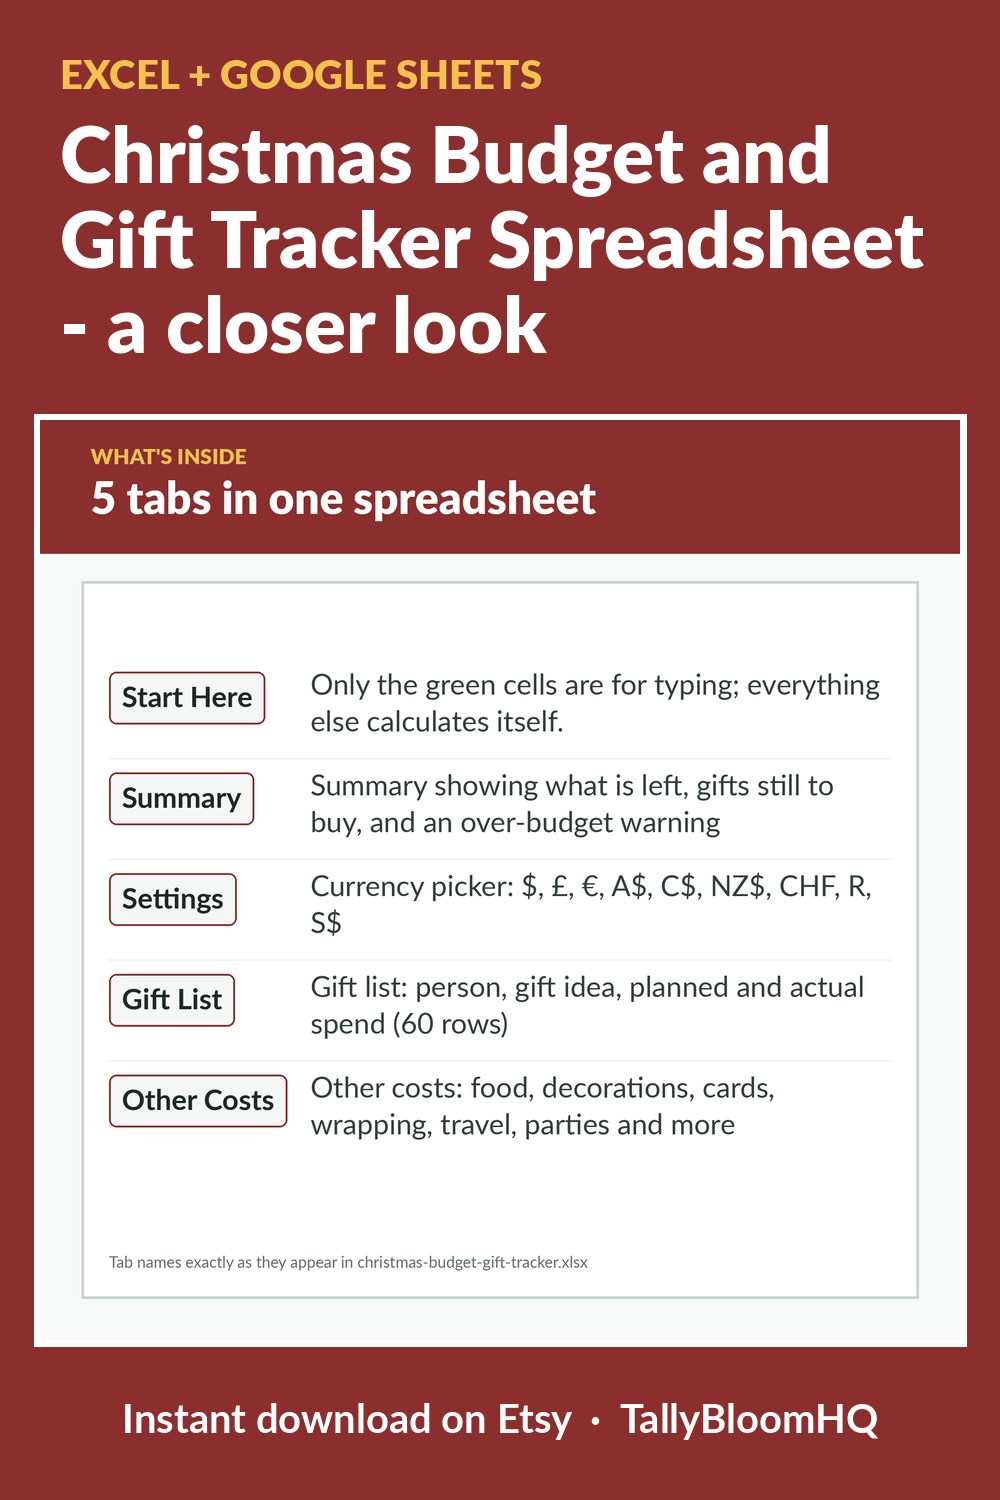 EXCEL + GOOGLE SHEETS
Christmas Budget and
Gift Tracker Spreadsheet
- a closer look
WHAT'S INSIDE
5 tabs in one spreadsheet
Start Here
Only the green cells are for typing; everything
else calculates itself.
Summary
Summary showing what is left, gifts still to
buy, and an over-budget warning
Settings
Currency picker: $, £, €, A$, C$, NZ$, CHF, R,
S$
Gift List
Gift list: person, gift idea, planned and actual
spend (60 rows)
Other Costs
Other costs: food, decorations, cards,
wrapping, travel, parties and more
Tab names exactly as they appear in christmas-budget-gift-tracker.xlsx
Instant download on Etsy · TallyBloomHQ